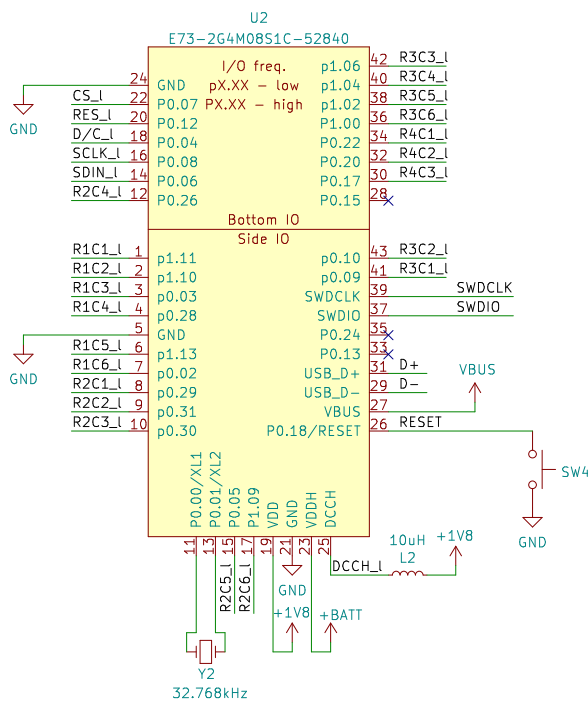 U2
E73-2G4M08S1C-52840
I/O freq.
pX.XX - low
PX.XX - high
24 GND
GND
CS_l 22 P0.07
RES_l 20 P0.12
D/C_l 18 P0.04
SCLK_l 16 P0.08
SDIN_l 14 P0.06
R2C4_l 12 P0.26
p1.06 42 R3C3_l
p1.04 40 R3C4_l
p1.02 38 R3C5_l
P1.00 36 R3C6_l
P0.22 34 R4C1_l
P0.20 32 R4C2_l
P0.17 30 R4C3_l
P0.15 28
Bottom IO
Side IO
R1C1_l 1 p1.11
R1C2_l 2 p1.10
R1C3_l 3 p0.03
R1C4_l 4 p0.28
5 GND
GND
R1C5_l 6 p1.13
R1C6_l 7 p0.02
R2C1_l 8 p0.29
R2C2_l 9 p0.31
R2C3_l 10 p0.30
p0.10 43 R3C2_l
p0.09 41 R3C1_l
SWDCLK 39 SWDCLK
SWDIO 37 SWDIO
P0.24 35
P0.13 33
USB_D+ 31 D+
USB_D- 29 D-
VBUS 27 VBUS
P0.18/RESET 26 RESET
SW4
GND
P0.00/XL1 11
P0.01/XL2 13
P0.05 15 R2C5_l
P1.09 17 R2C6_l
VDD 19
GND 21
VDDH 23
DCCH 25
GND
DCCH_l
10uH
L2
+1V8
+1V8
+BATT
Y2
32.768kHz